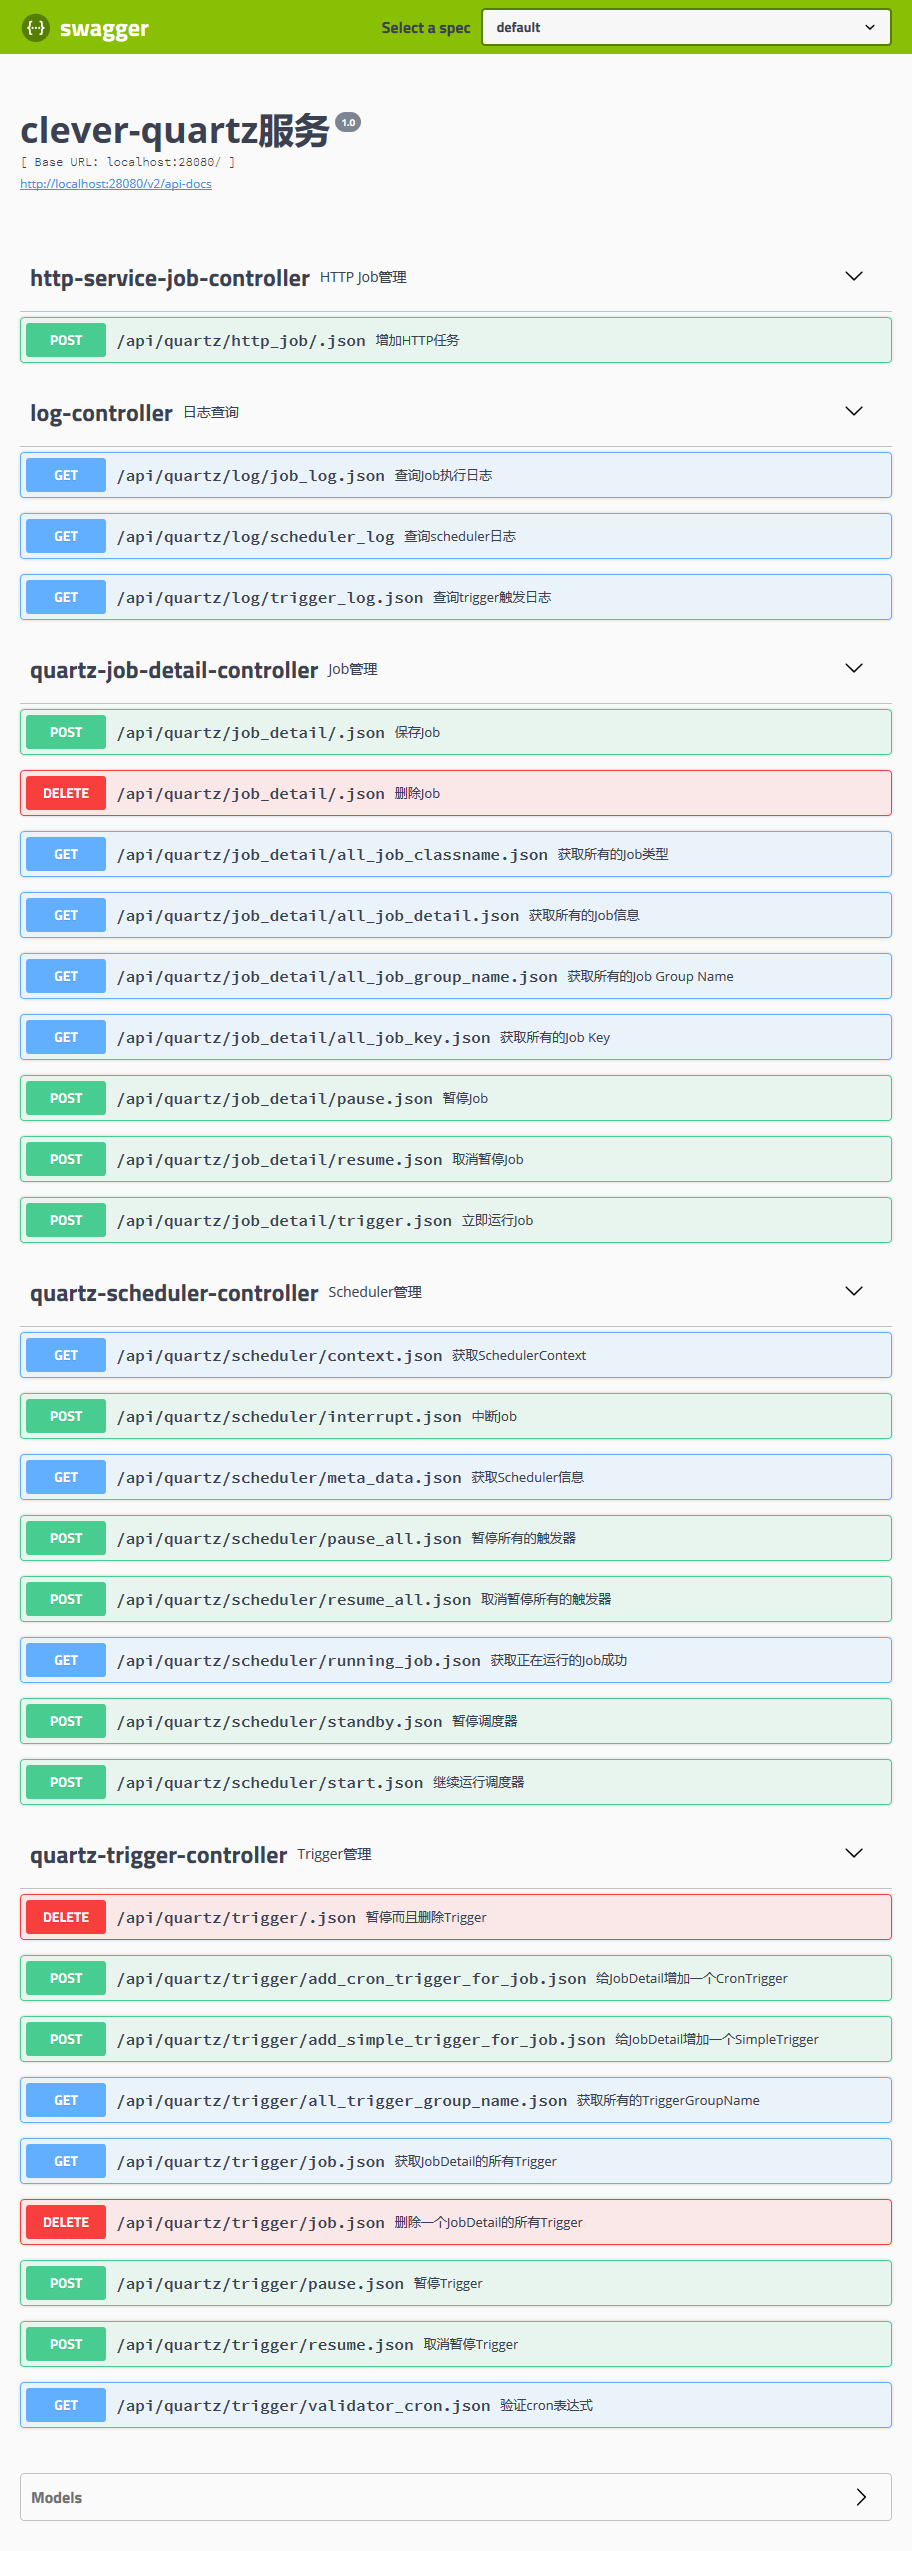 swagger Select a spec default
clever-quartz服务 1.0
[ Base URL: localhost:28080/ ]
http://localhost:28080/v2/api-docs
http-service-job-controller HTTP Job管理
POST /api/quartz/http_job/.json 增加HTTP任务
log-controller 日志查询
GET /api/quartz/log/job_log.json 查询Job执行日志
GET /api/quartz/log/scheduler_log 查询scheduler日志
GET /api/quartz/log/trigger_log.json 查询trigger触发日志
quartz-job-detail-controller Job管理
POST /api/quartz/job_detail/.json 保存Job
DELETE /api/quartz/job_detail/.json 删除Job
GET /api/quartz/job_detail/all_job_classname.json 获取所有的Job类型
GET /api/quartz/job_detail/all_job_detail.json 获取所有的Job信息
GET /api/quartz/job_detail/all_job_group_name.json 获取所有的Job Group Name
GET /api/quartz/job_detail/all_job_key.json 获取所有的Job Key
POST /api/quartz/job_detail/pause.json 暂停Job
POST /api/quartz/job_detail/resume.json 取消暂停Job
POST /api/quartz/job_detail/trigger.json 立即运行Job
quartz-scheduler-controller Scheduler管理
GET /api/quartz/scheduler/context.json 获取SchedulerContext
POST /api/quartz/scheduler/interrupt.json 中断Job
GET /api/quartz/scheduler/meta_data.json 获取Scheduler信息
POST /api/quartz/scheduler/pause_all.json 暂停所有的触发器
POST /api/quartz/scheduler/resume_all.json 取消暂停所有的触发器
GET /api/quartz/scheduler/running_job.json 获取正在运行的Job成功
POST /api/quartz/scheduler/standby.json 暂停调度器
POST /api/quartz/scheduler/start.json 继续运行调度器
quartz-trigger-controller Trigger管理
DELETE /api/quartz/trigger/.json 暂停而且删除Trigger
POST /api/quartz/trigger/add_cron_trigger_for_job.json 给JobDetail增加一个CronTrigger
POST /api/quartz/trigger/add_simple_trigger_for_job.json 给JobDetail增加一个SimpleTrigger
GET /api/quartz/trigger/all_trigger_group_name.json 获取所有的TriggerGroupName
GET /api/quartz/trigger/job.json 获取JobDetail的所有Trigger
DELETE /api/quartz/trigger/job.json 删除一个JobDetail的所有Trigger
POST /api/quartz/trigger/pause.json 暂停Trigger
POST /api/quartz/trigger/resume.json 取消暂停Trigger
GET /api/quartz/trigger/validator_cron.json 验证cron表达式
Models